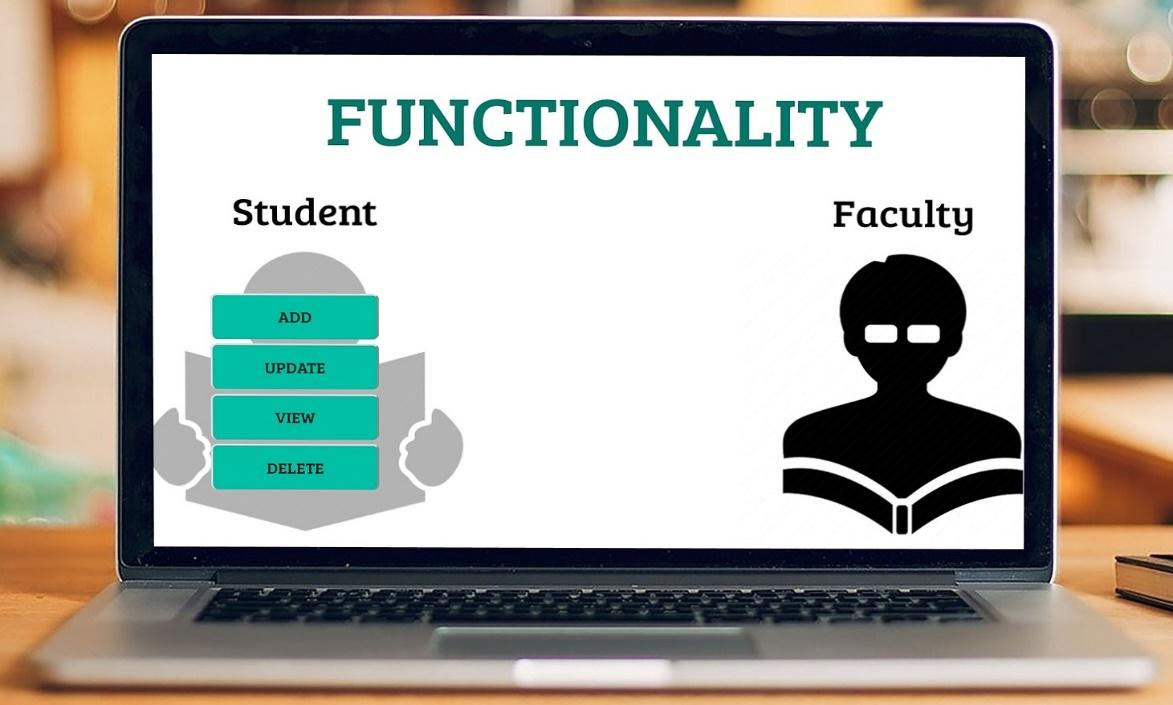 FUNCTIONALITY
Student
Faculty
ADD
UPDATE
VIEW
DELETE